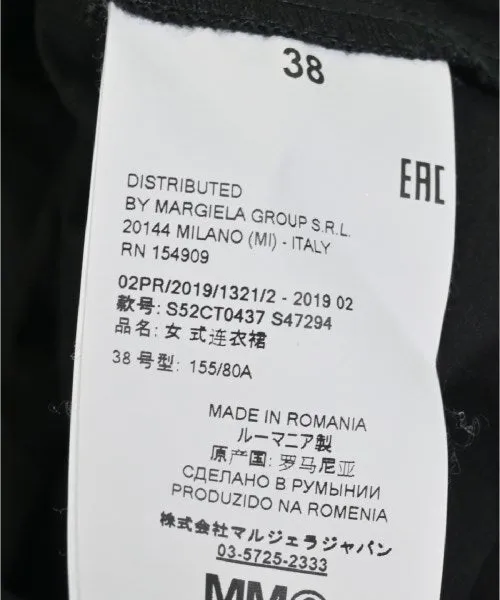 38
EAC
DISTRIBUTED
BY MARGIELA GROUP S.R.L.
20144 MILANO (MI) - ITALY
RN 154909
02PR/2019/1321/2 - 2019 02
款号: S52CT0437 S47294
品名: 女 式连衣裙
38 号型: 155/80A
MADE IN ROMANIA
ルーマニア製
原产国: 罗马尼亚
СДЕЛАНО В РУМЫНИИ
PRODUZIDO NA ROMENIA
株式会社マルジェラジャパン
03-5725-2333